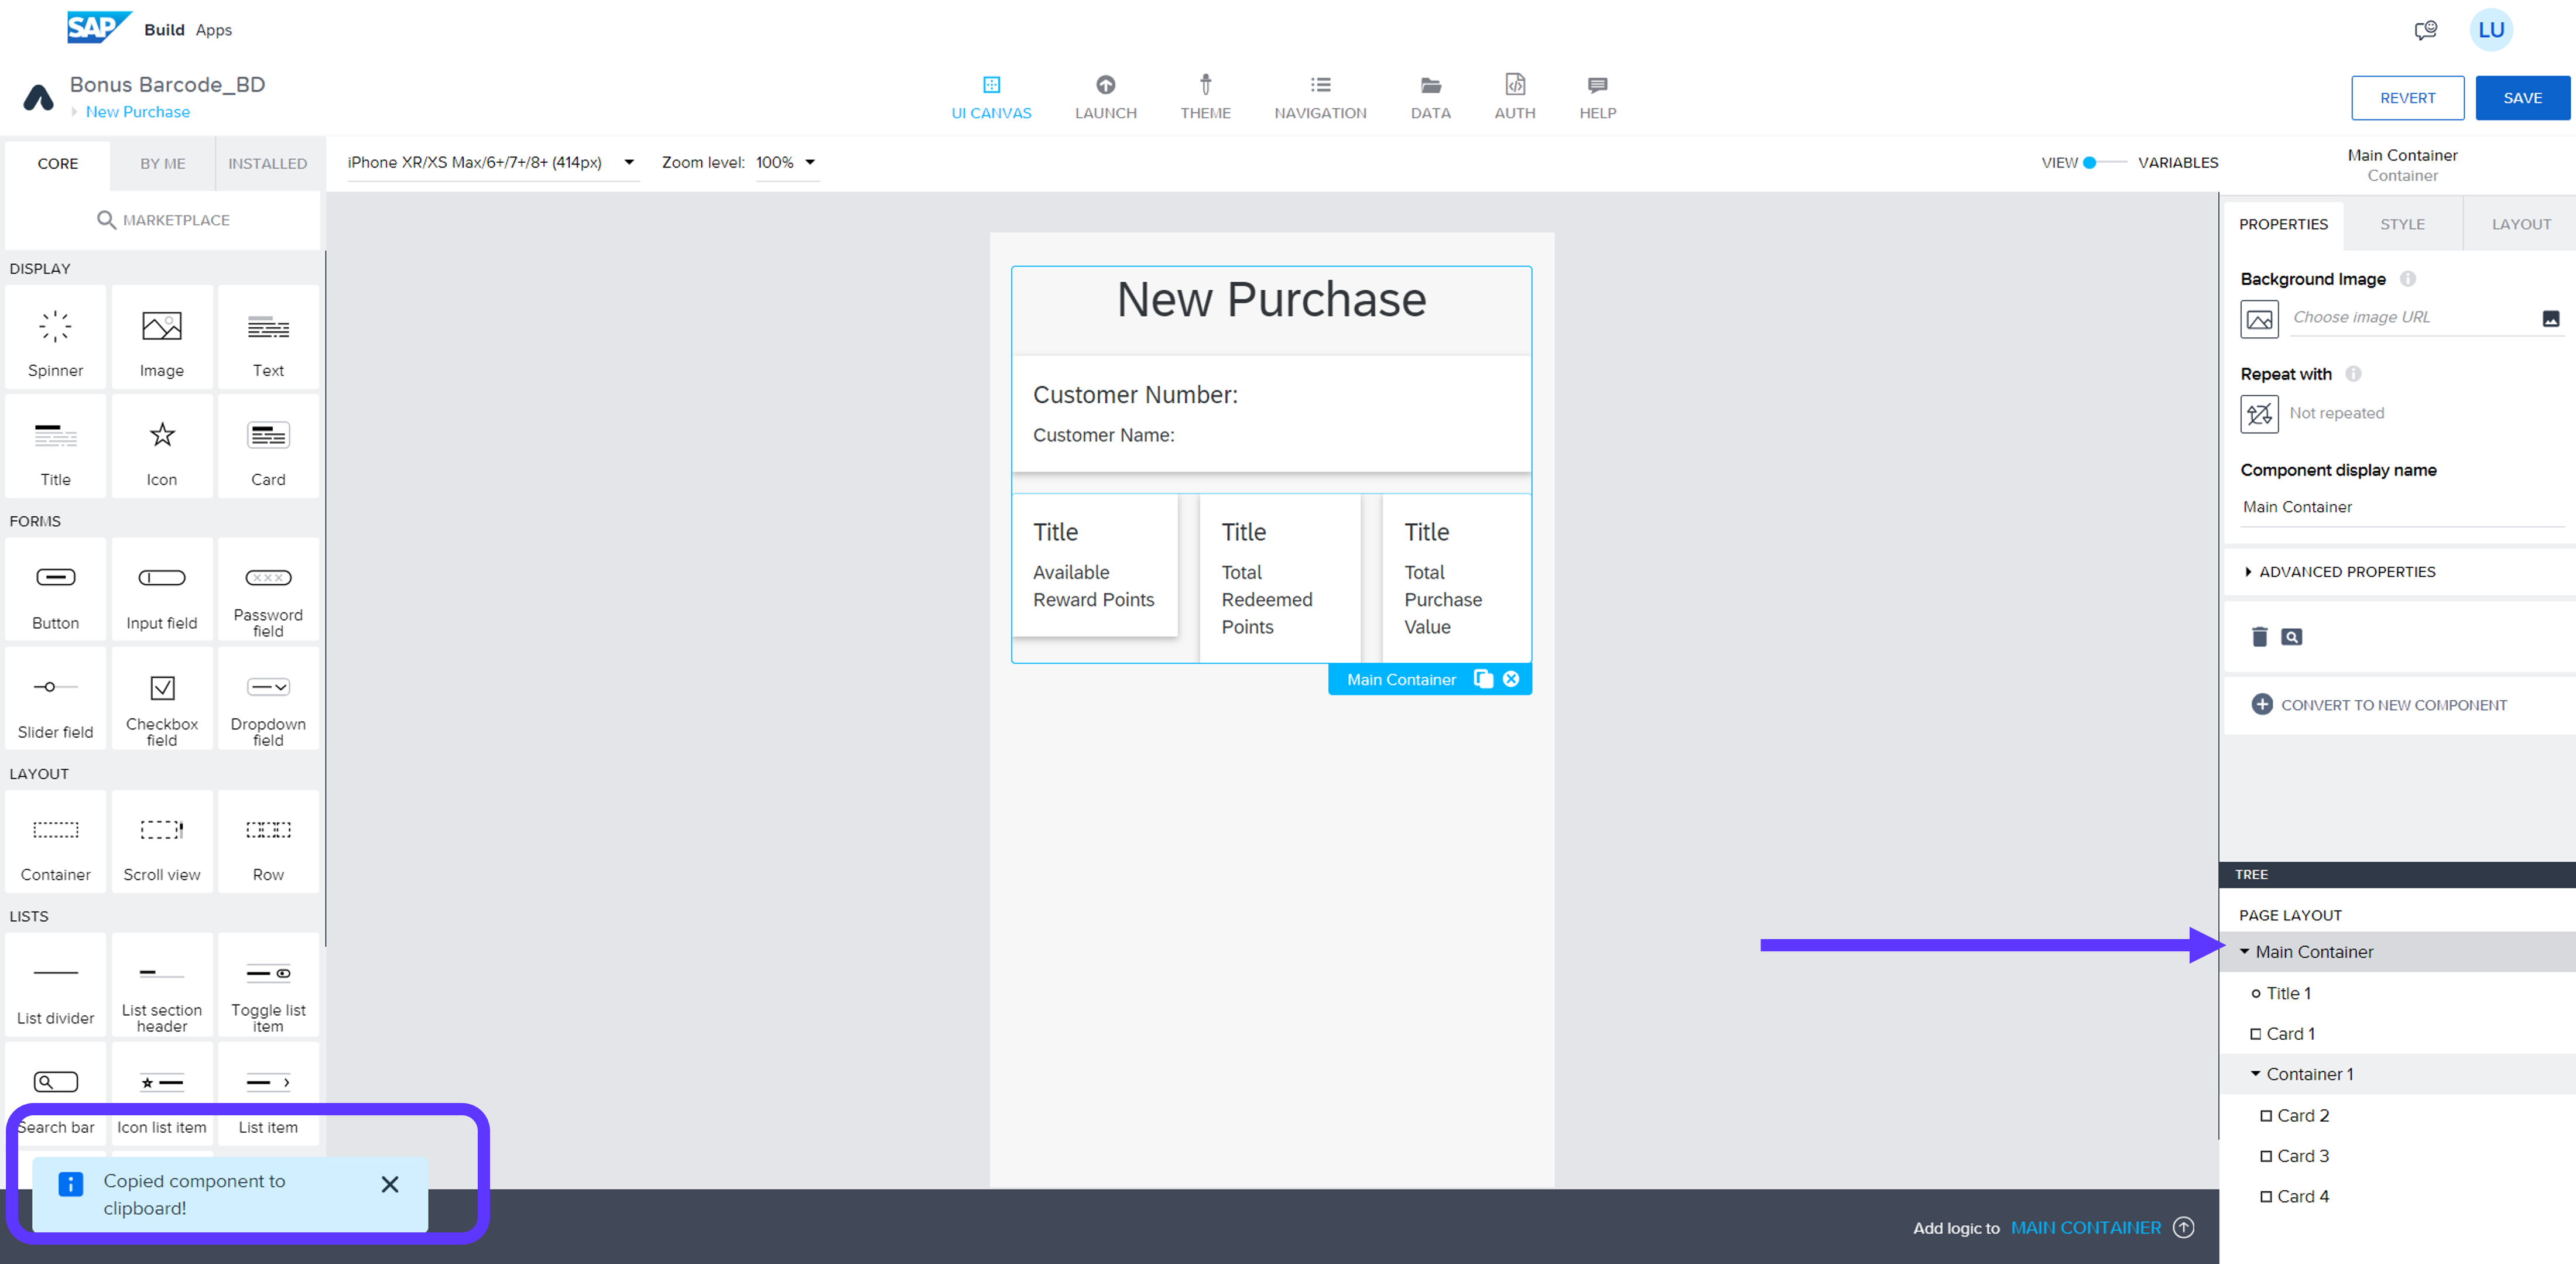 SAP Build Apps
LU
Bonus Barcode_BD
New Purchase
UI CANVAS
LAUNCH
THEME
NAVIGATION
DATA
AUTH
HELP
REVERT
SAVE
CORE
BY ME
INSTALLED
iPhone XR/XS Max/6+/7+/8+ (414px)
Zoom level: 100%
VIEW
VARIABLES
Main Container
Container
MARKETPLACE
PROPERTIES
STYLE
LAYOUT
DISPLAY
Spinner
Image
Text
Title
Icon
Card
FORMS
Button
Input field
Password
field
Slider field
Checkbox
field
Dropdown
field
LAYOUT
Container
Scroll view
Row
LISTS
List divider
List section
header
Toggle list
item
Search bar
Icon list item
List item
Copied component to
clipboard!
New Purchase
Customer Number:
Customer Name:
Title
Available
Reward Points
Title
Total
Redeemed
Points
Title
Total
Purchase
Value
Main Container
Background Image
Choose image URL
Repeat with
Not repeated
Component display name
Main Container
ADVANCED PROPERTIES
CONVERT TO NEW COMPONENT
TREE
PAGE LAYOUT
Main Container
Title 1
Card 1
Container 1
Card 2
Card 3
Card 4
Add logic to MAIN CONTAINER